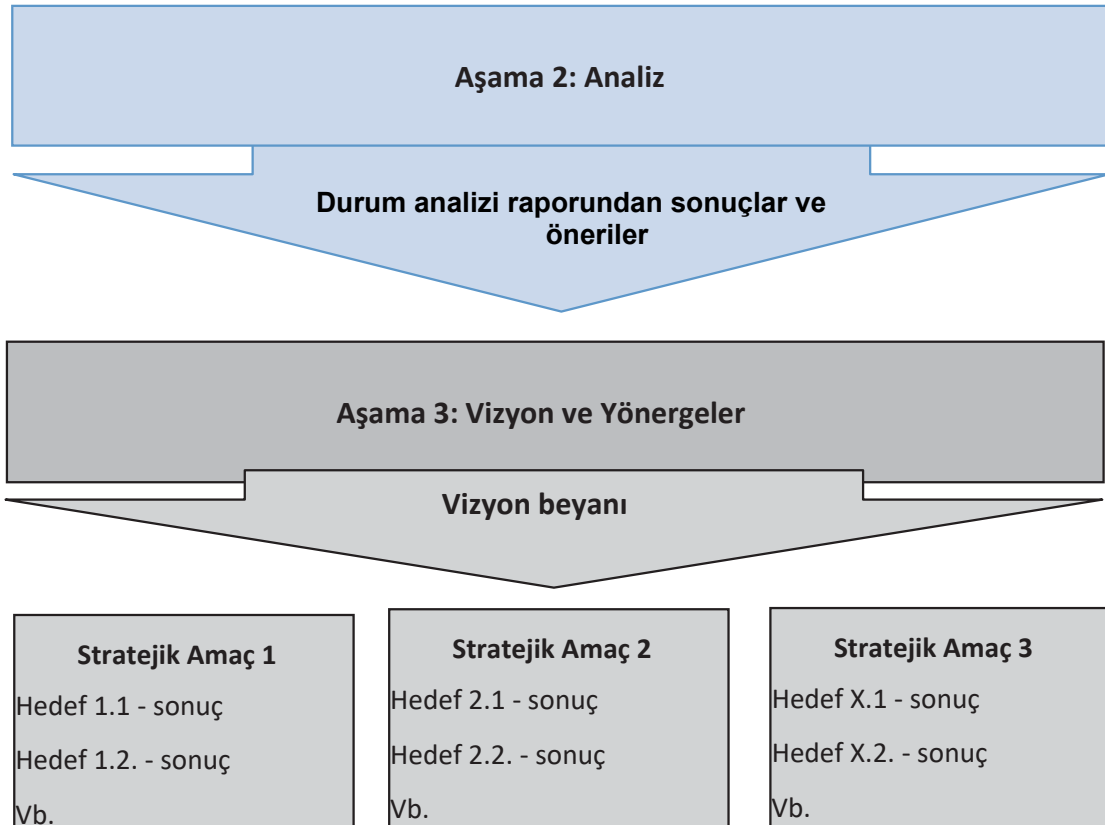 Aşama 2: Analiz
Durum analizi raporundan sonuçlar ve
öneriler
Aşama 3: Vizyon ve Yönergeler
Vizyon beyanı
Stratejik Amaç 1
Hedef 1.1 - sonuç
Hedef 1.2. - sonuç
Vb.
Stratejik Amaç 2
Hedef 2.1 - sonuç
Hedef 2.2. - sonuç
Vb.
Stratejik Amaç 3
Hedef X.1 - sonuç
Hedef X.2. - sonuç
Vb.